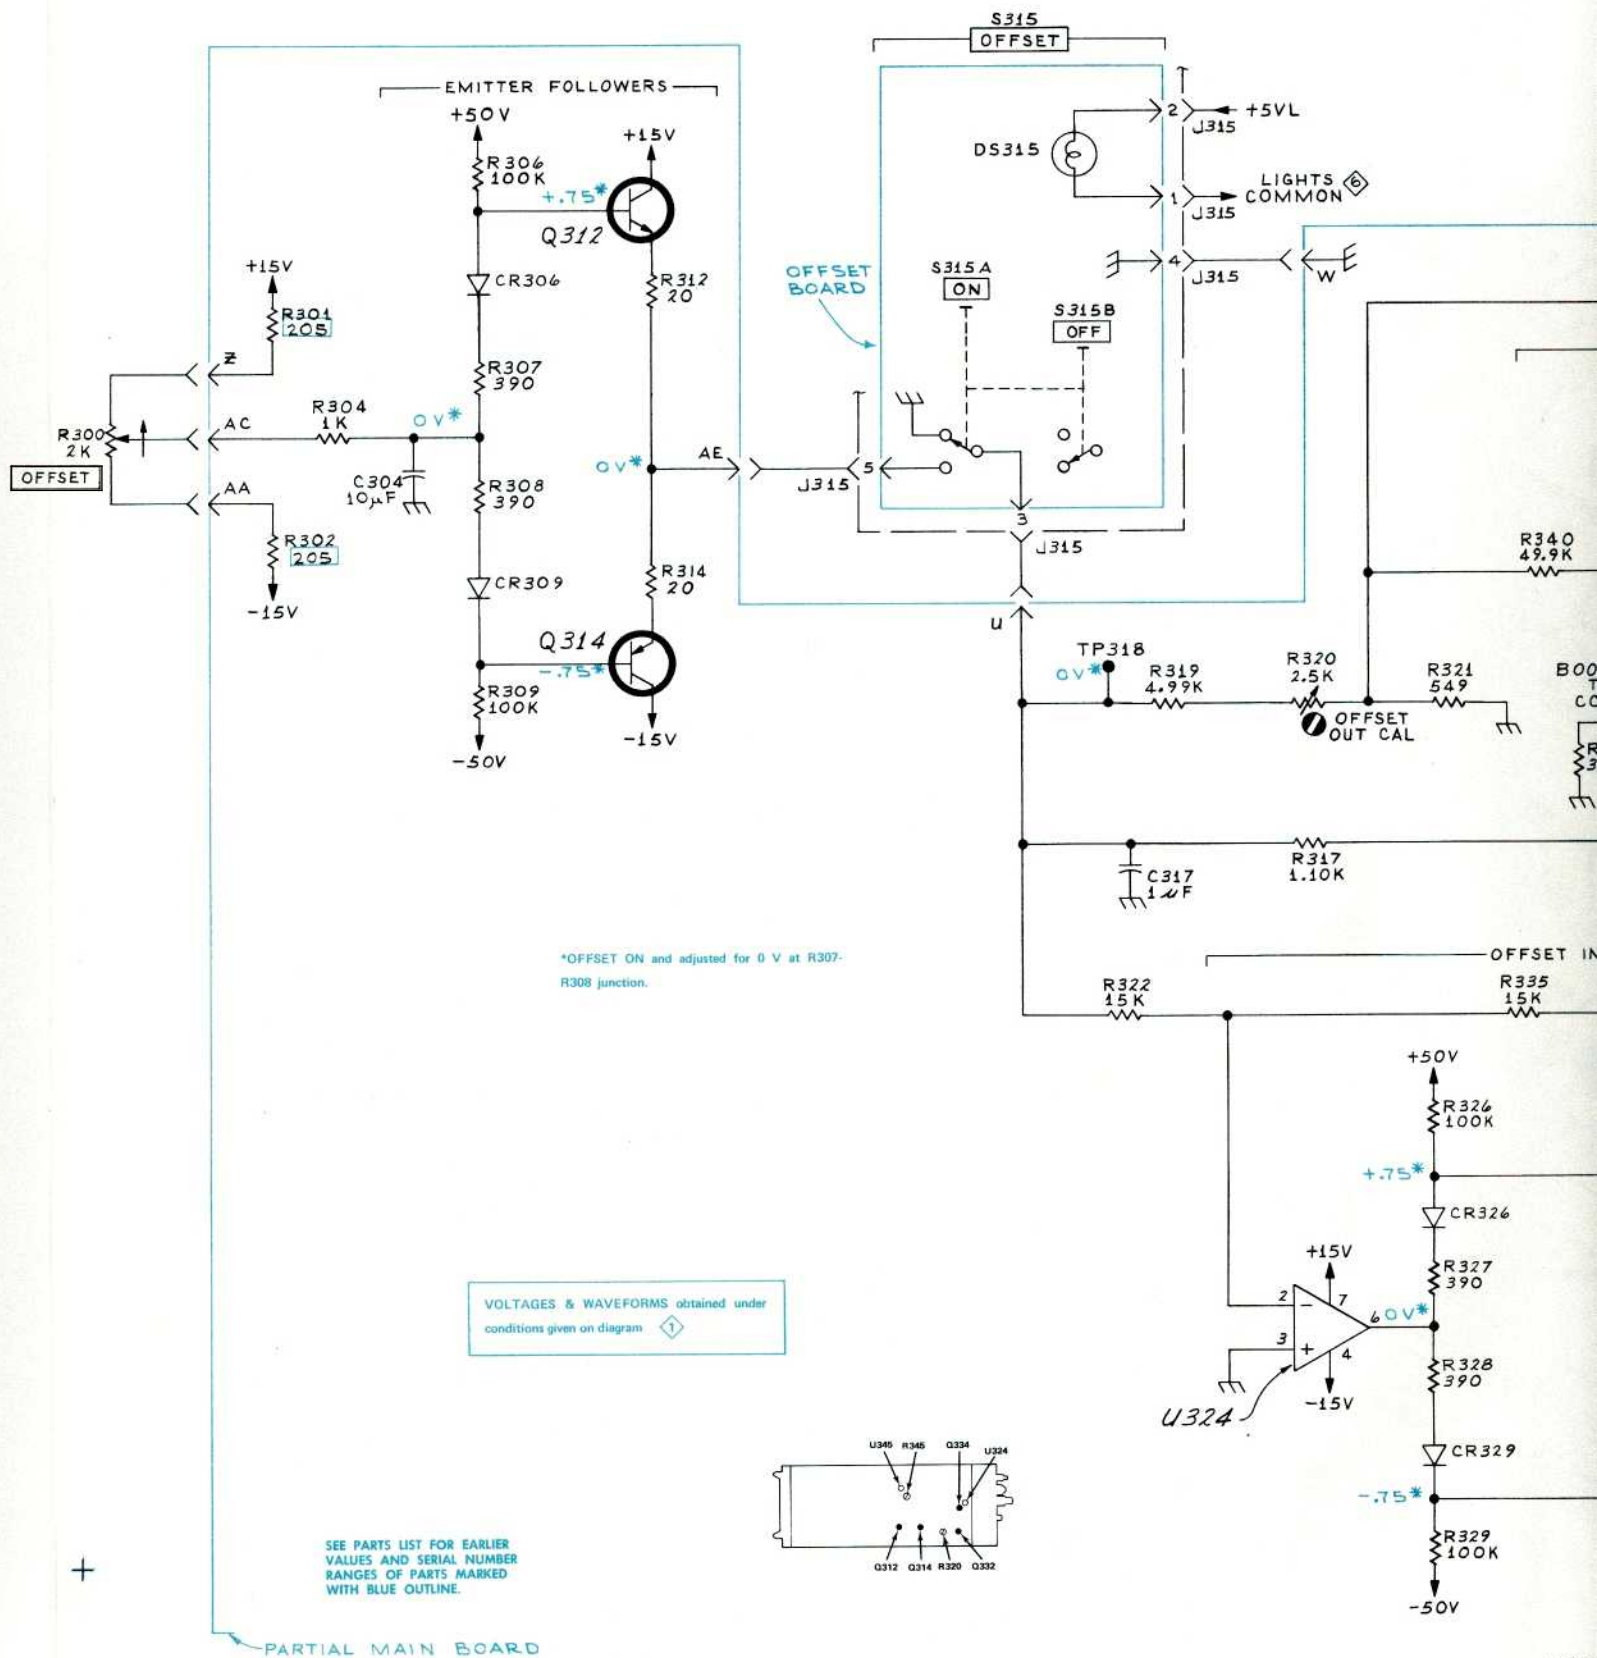 S315
OFFSET
EMITTER FOLLOWERS
+50V
+15V
R306
100K
+.75*
Q312
CR306
R312
20
+15V
R301
205
Z
R307
390
R304
1K
0V*
AC
R300
2K
OFFSET
C304
10µF
R308
390
0V*
AE
AA
R302
205
-15V
CR309
R314
20
Q314
-.75*
R309
100K
-15V
-50V
DS315
2
+5VL
J315
1
LIGHTS
COMMON
6
J315
4
J315
W
OFFSET
BOARD
S315A
ON
S315B
OFF
J315
5
3
J315
U
R340
49.9K
TP318
0V*
R319
4.99K
R320
2.5K
R321
549
OFFSET
OUT CAL
BOO
T
CO
R
3
C317
1µF
R317
1.10K
*OFFSET ON and adjusted for 0 V at R307-
R308 junction.
OFFSET IN
R322
15K
R335
15K
+50V
R326
100K
+.75*
CR326
+15V
R327
390
2
-
7
6
0V*
3
+
4
R328
390
-15V
U324
CR329
-.75*
R329
100K
-50V
VOLTAGES & WAVEFORMS obtained under
conditions given on diagram 1
U345 R345 Q334 U324
Q312 Q314 R320 Q332
SEE PARTS LIST FOR EARLIER
VALUES AND SERIAL NUMBER
RANGES OF PARTS MARKED
WITH BLUE OUTLINE.
PARTIAL MAIN BOARD